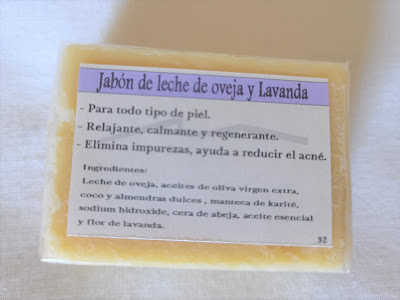 Jabón de leche de oveja y Lavanda
- Para todo tipo de piel.
- Relajante, calmante y regenerante.
- Elimina impurezas, ayuda a reducir el acné.
Ingredientes:
Leche de oveja, aceites de oliva virgen extra,
coco y almendras dulces , manteca de karité,
sodium hidroxide, cera de abeja, aceite esencial
y flor de lavanda.
32